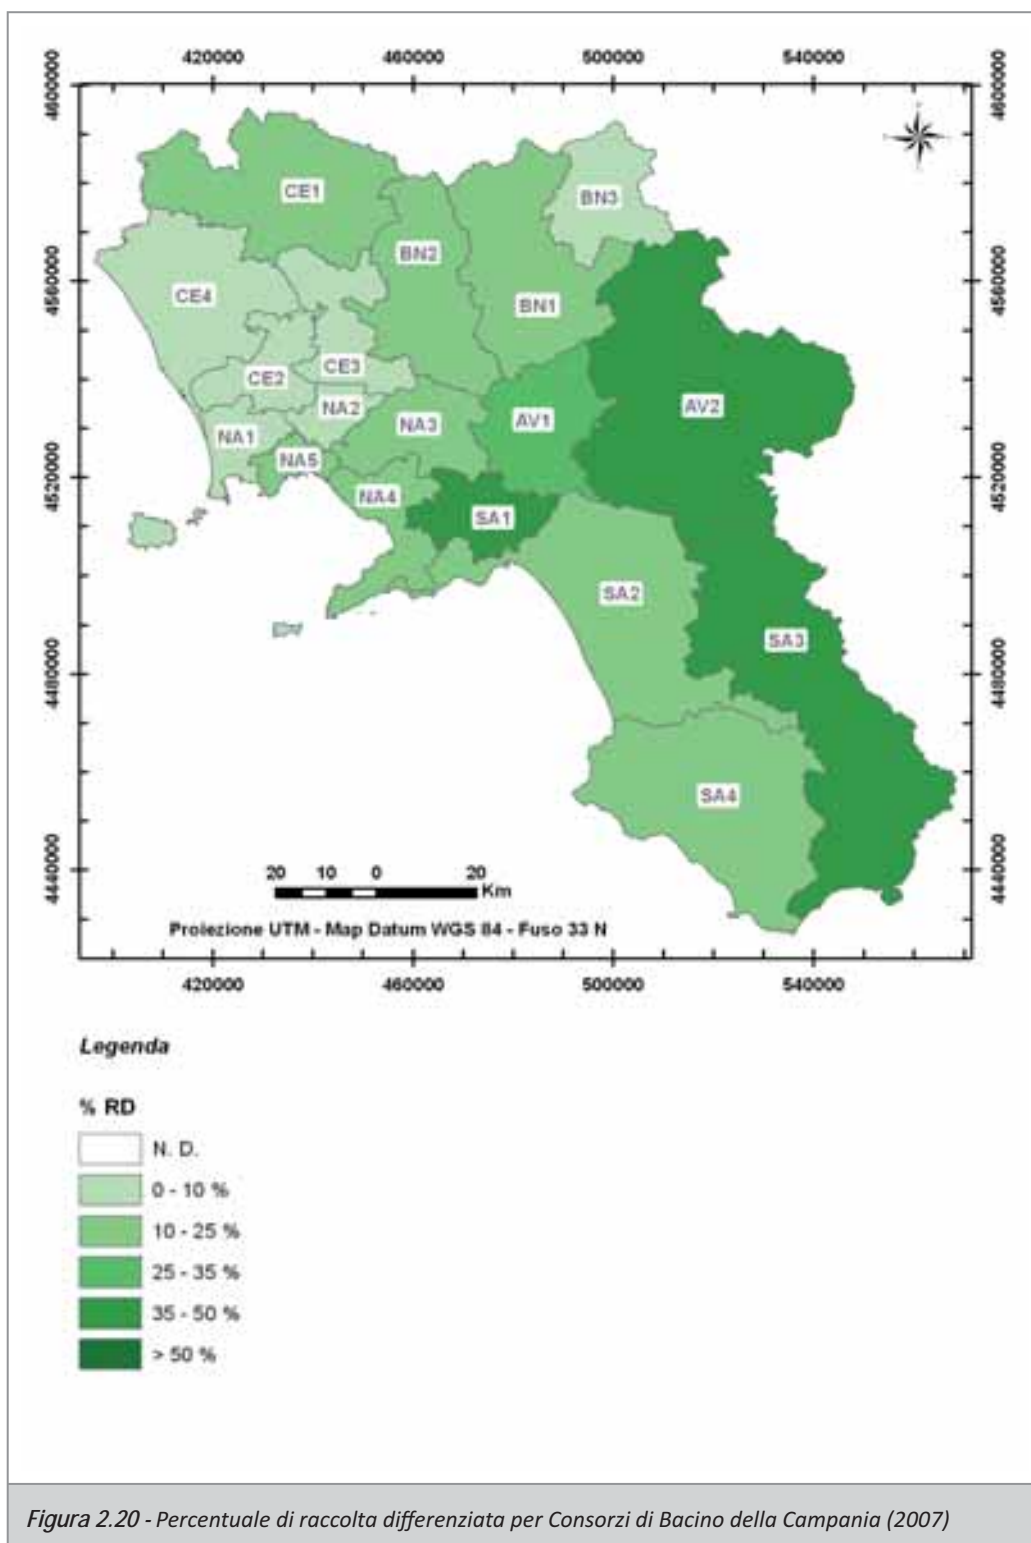 420000 460000 500000 540000
4600000 4600000
CE1
BN3
BN2
4560000 4560000
CE4
BN1
CE3
CE2
NA2
AV2
AV1
NA3
NA1
NA5
4520000 4520000
NA4
SA1
SA2
SA3
4480000 4480000
SA4
4440000 4440000
20 10 0 20
Km
Proiezione UTM - Map Datum WGS 84 - Fuso 33 N
420000 460000 500000 540000
Legenda
% RD
N. D.
0 - 10 %
10 - 25 %
25 - 35 %
35 - 50 %
> 50 %
Figura 2.20 - Percentuale di raccolta differenziata per Consorzi di Bacino della Campania (2007)